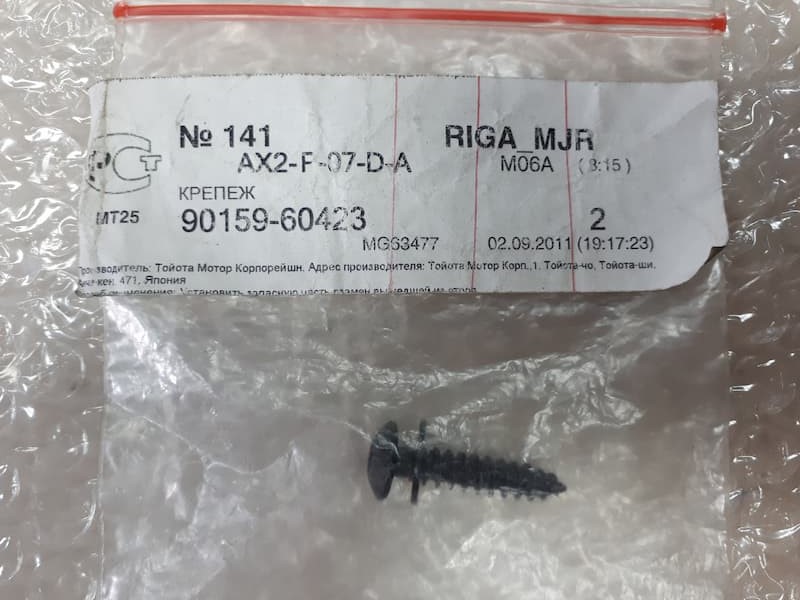 № 141 RIGA_MJR
AX2-F-07-D-A M06A (3:15)
КРЕПЕЖ
МТ25 90159-60423 2
MG63477 02.09.2011 (19:17:23)
Производитель: Тойота Мотор Корпорейшн. Адрес производителя: Тойота Мотор Корп.,1. Тойота-чо, Тойота-ши,
кен. 471, Япония
Установить запасную часть взамен вышедшей из строя